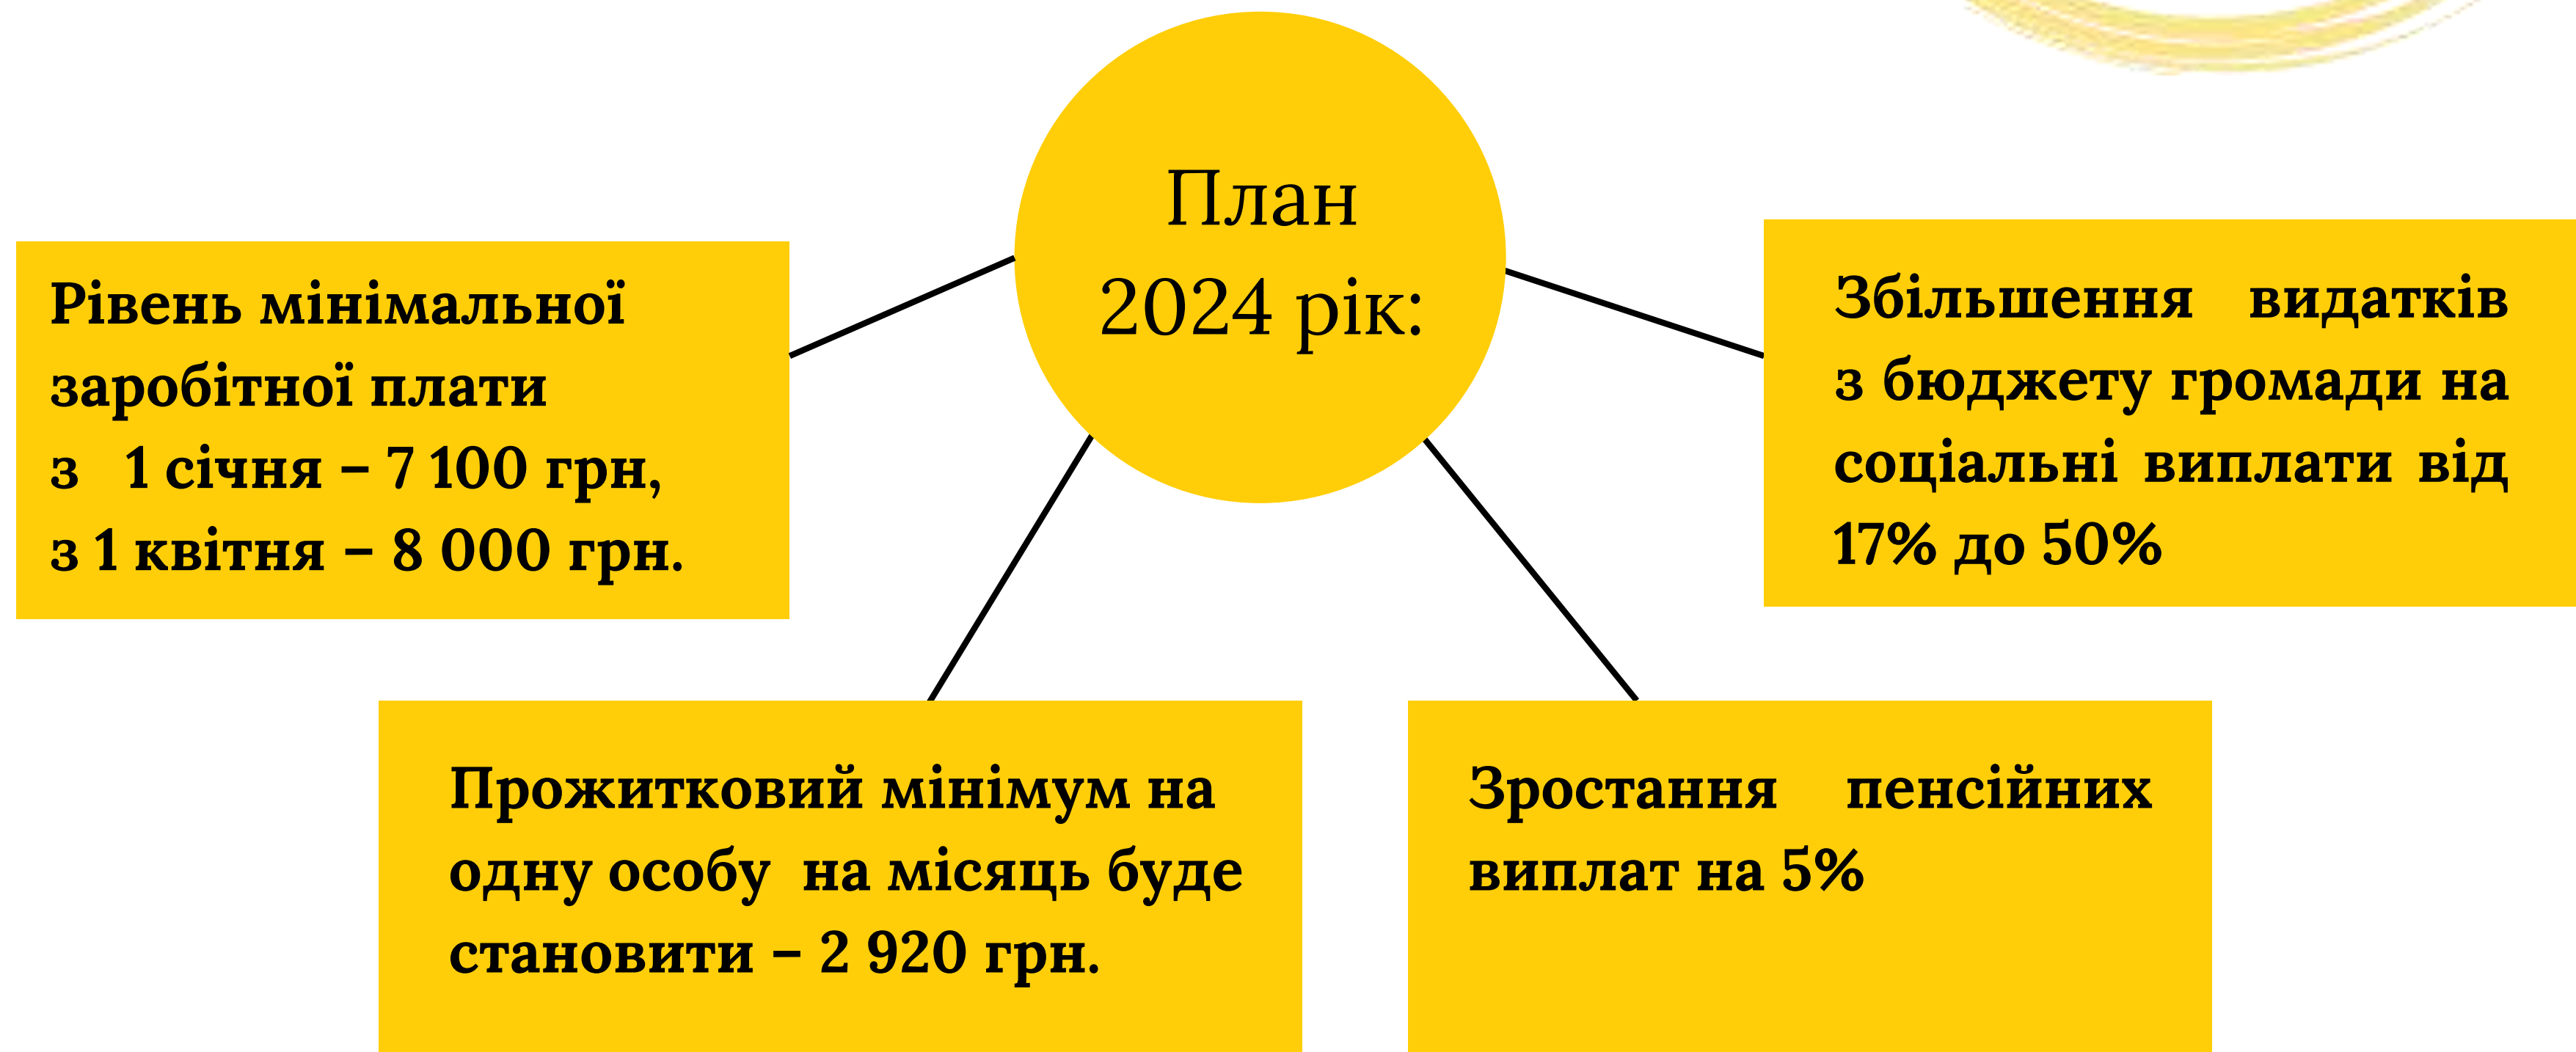 План
2024 рік:
Рівень мінімальної
заробітної плати
з 1 січня – 7 100 грн,
з 1 квітня – 8 000 грн.
Прожитковий мінімум на
одну особу на місяць буде
становити – 2 920 грн.
Зростання пенсійних
виплат на 5%
Збільшення видатків
з бюджету громади на
соціальні виплати від
17% до 50%